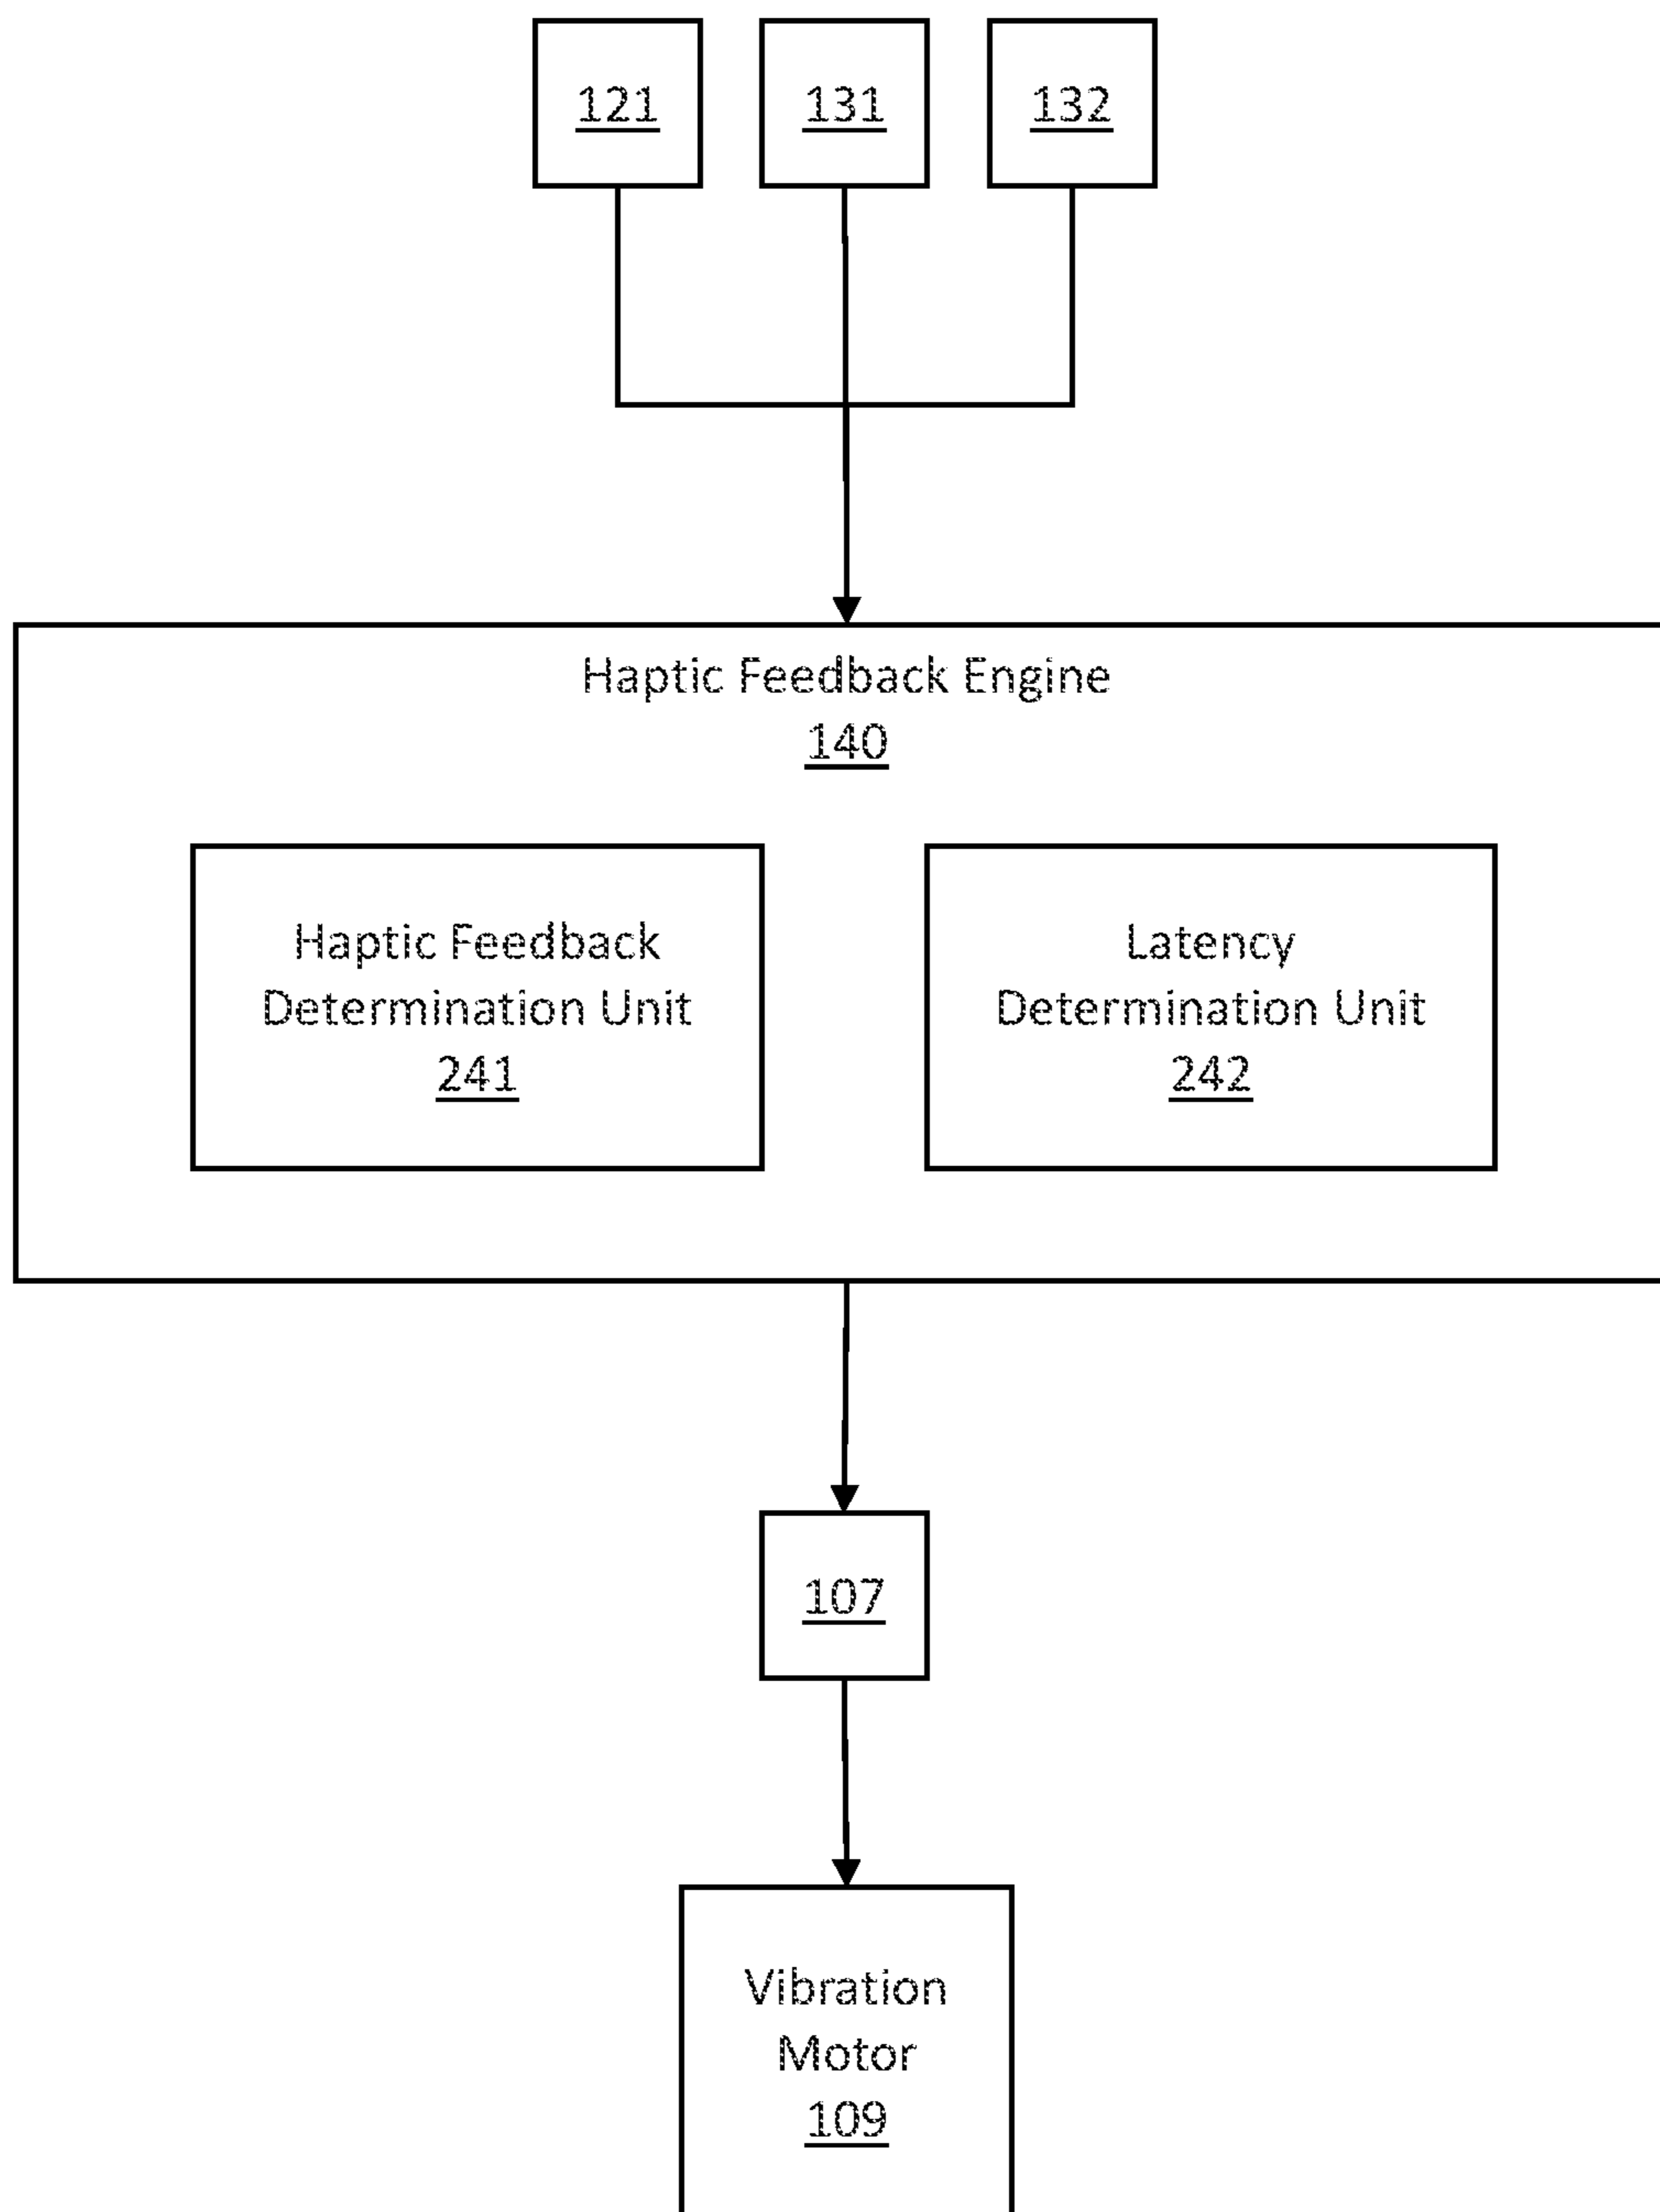 121
131
132
Haptic Feedback Engine
140
Haptic Feedback
Determination Unit
241
Latency
Determination Unit
242
107
Vibration
Motor
109